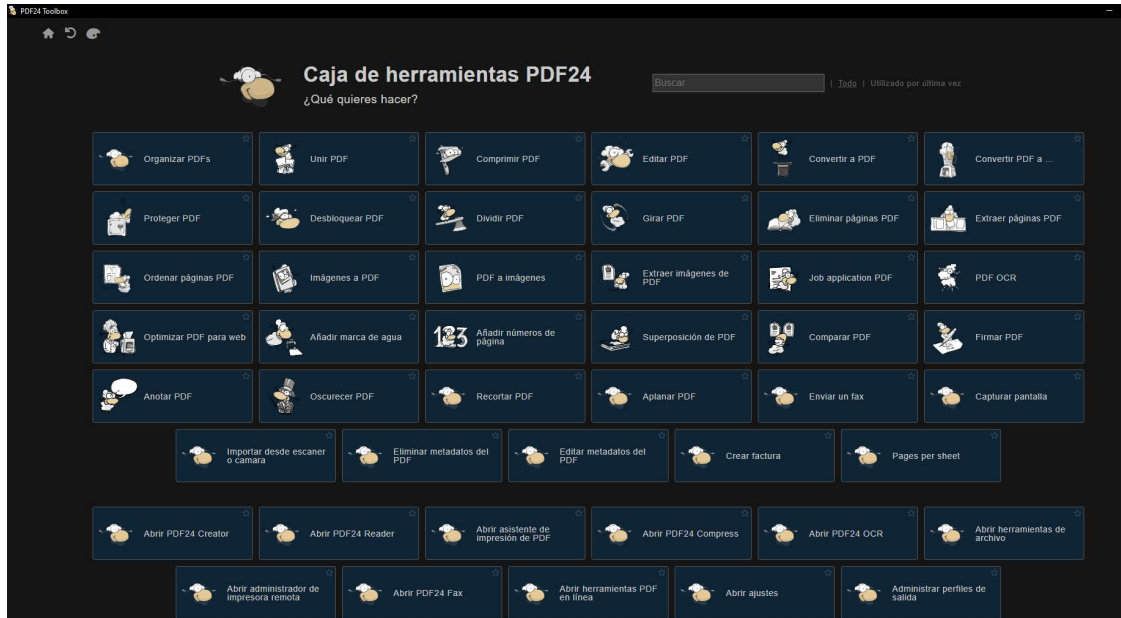 PDF24 Toolbox
Caja de herramientas PDF24
¿Qué quieres hacer?
Buscar
| Todo | Utilizado por última vez
Organizar PDFs
Unir PDF
Comprimir PDF
Editar PDF
Convertir a PDF
Convertir PDF a ...
Proteger PDF
Desbloquear PDF
Dividir PDF
Girar PDF
Eliminar páginas PDF
Extraer páginas PDF
Ordenar páginas PDF
Imágenes a PDF
PDF a imágenes
Extraer imágenes de
PDF
Job application PDF
PDF OCR
Optimizar PDF para web
Añadir marca de agua
123
Añadir números de
página
Superposición de PDF
Comparar PDF
Firmar PDF
Anotar PDF
Oscurecer PDF
Recortar PDF
Aplanar PDF
Enviar un fax
Capturar pantalla
Importar desde escaner
o camara
Eliminar metadatos del
PDF
Editar metadatos del
PDF
Crear factura
Pages per sheet
Abrir PDF24 Creator
Abrir PDF24 Reader
Abrir asistente de
impresión de PDF
Abrir PDF24 Compress
Abrir PDF24 OCR
Abrir herramientas de
archivo
Abrir administrador de
impresora remota
Abrir PDF24 Fax
Abrir herramientas PDF
en línea
Abrir ajustes
Administrar perfiles de
salida